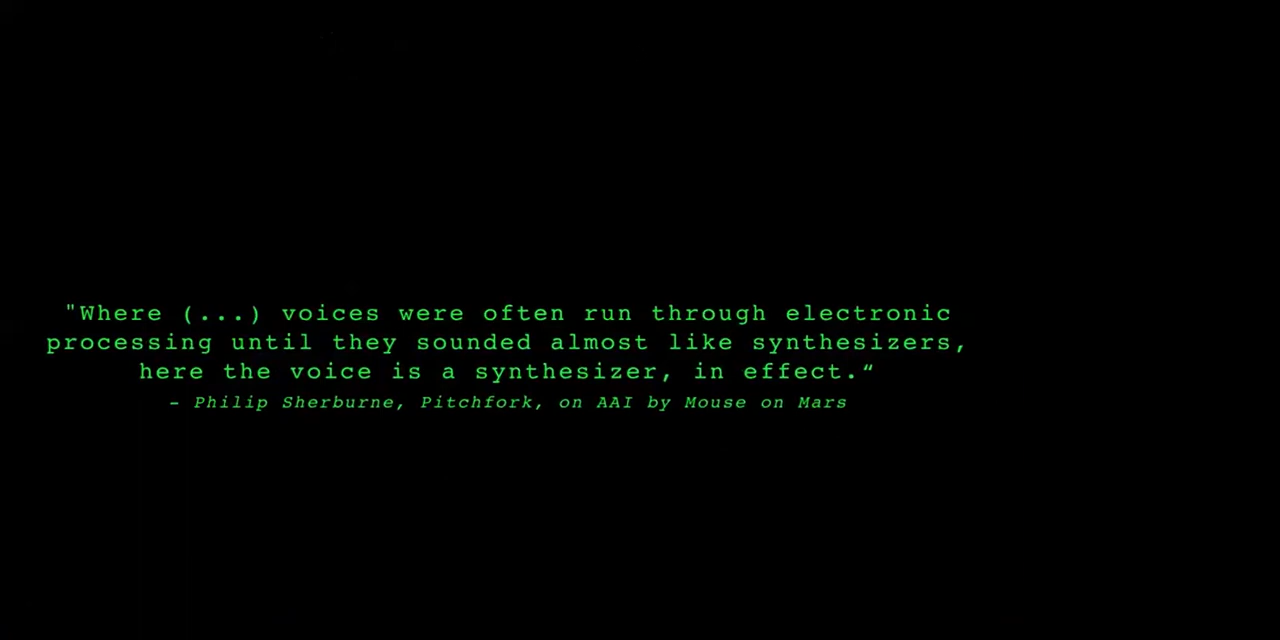 "Where (...) voices were often run through electronic
processing until they sounded almost like synthesizers,
here the voice is a synthesizer, in effect.“
– Philip Sherburne, Pitchfork, on AAI by Mouse on Mars